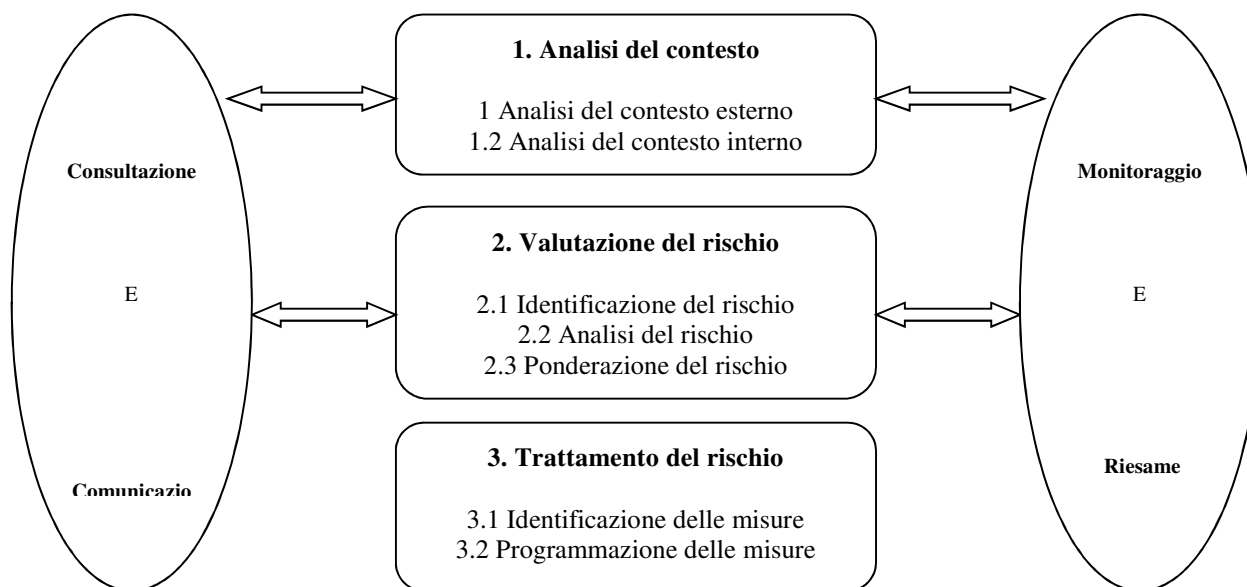 1. Analisi del contesto
1 Analisi del contesto esterno
1.2 Analisi del contesto interno
Consultazione
E
Comunicazio
2. Valutazione del rischio
2.1 Identificazione del rischio
2.2 Analisi del rischio
2.3 Ponderazione del rischio
3. Trattamento del rischio
3.1 Identificazione delle misure
3.2 Programmazione delle misure
Monitoraggio
E
Riesame